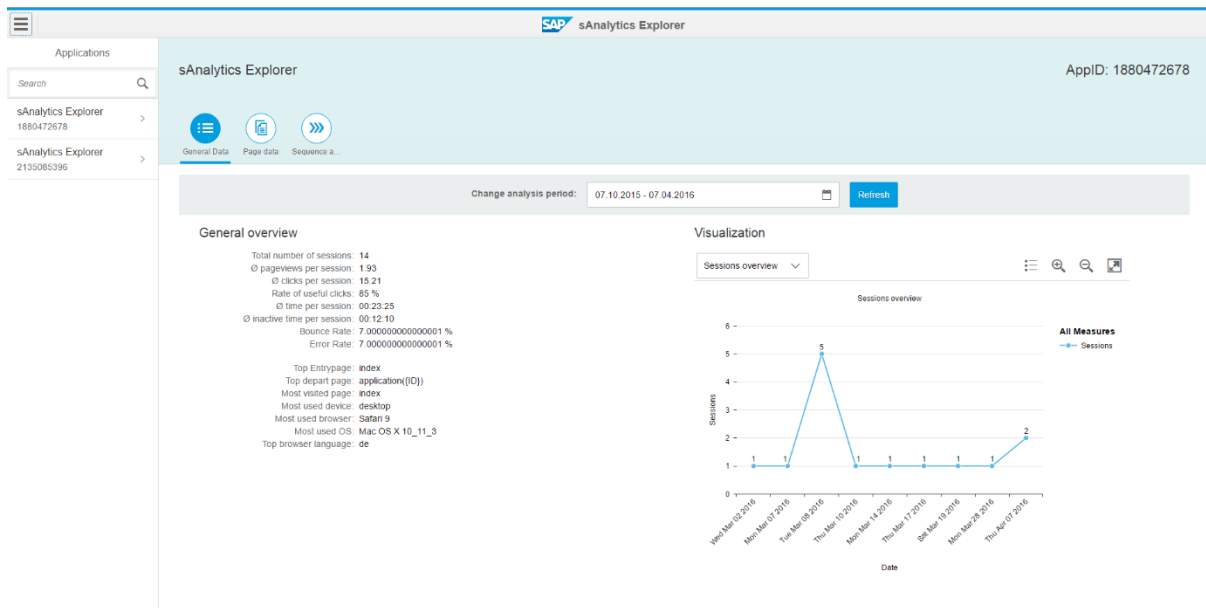 SAP sAnalytics Explorer
Applications
Search
sAnalytics Explorer
1880472678
sAnalytics Explorer
2135085396
sAnalytics Explorer
AppID: 1880472678
General Data
Page data
Sequence a...
Change analysis period:
07.10.2015 - 07.04.2016
Refresh
General overview
Total number of sessions: 14
Ø pageviews per session: 1.93
Ø clicks per session: 15.21
Rate of useful clicks: 85 %
Ø time per session: 00:23:25
Ø inactive time per session: 00:12:10
Bounce Rate: 7.000000000000001 %
Error Rate: 7.000000000000001 %
Top Entrypage: index
Top depart page: application({ID})
Most visited page: index
Most used device: desktop
Most used browser: Safari 9
Most used OS: Mac OS X 10_11_3
Top browser language: de
Visualization
Sessions overview
Sessions overview
All Measures
Sessions
Sessions
6
5
4
3
2
1
0
1
1
5
1
1
1
1
1
2
Wed Mar 02 2016
Mon Mar 07 2016
Tue Mar 08 2016
Thu Mar 10 2016
Mon Mar 14 2016
Thu Mar 17 2016
Sat Mar 19 2016
Mon Mar 28 2016
Thu Apr 07 2016
Date